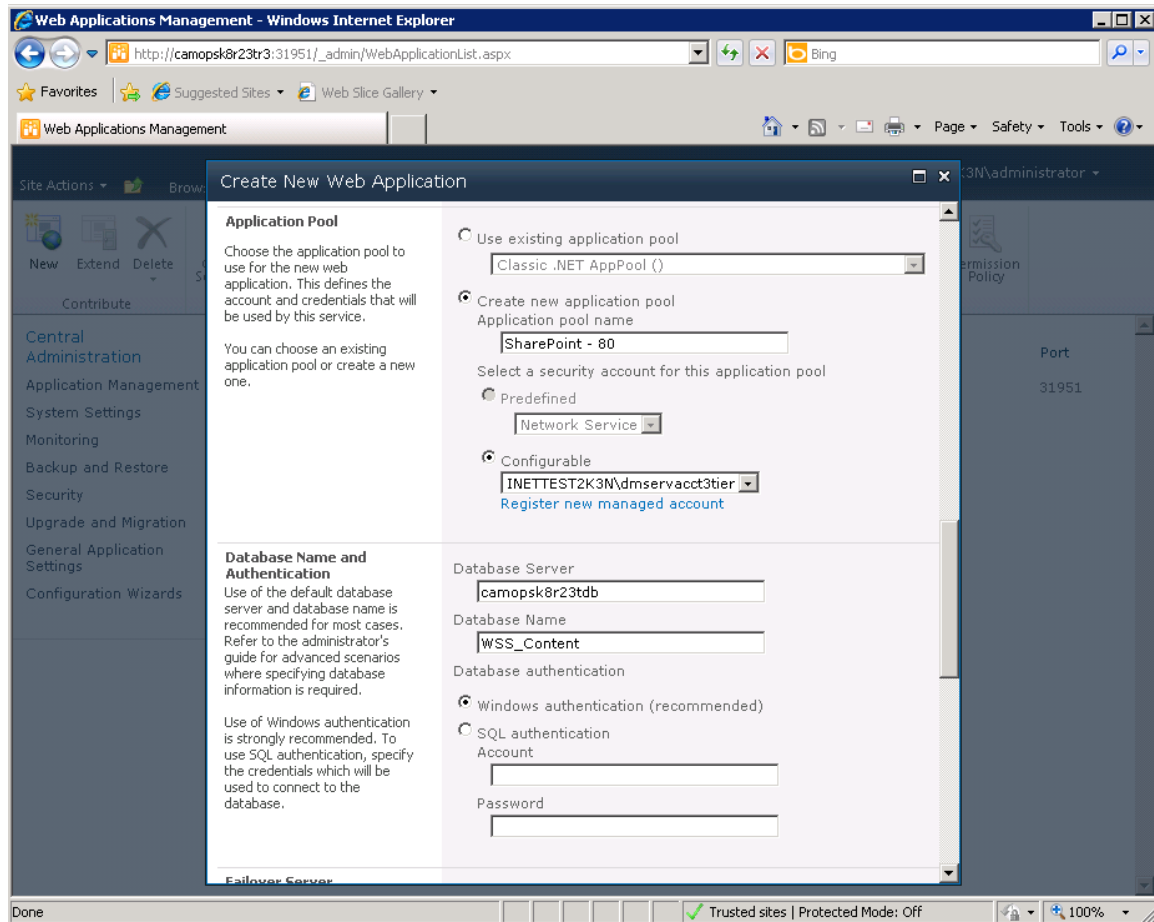 Web Applications Management - Windows Internet Explorer
http://camopsk8r23tr3:31951/_admin/WebApplicationList.aspx
Bing
Favorites
Suggested Sites
Web Slice Gallery
Web Applications Management
Page
Safety
Tools
Site Actions
Brow
Create New Web Application
3N\administrator
New
Extend
Delete
Contribute
Policy
Central
Administration
Application Management
System Settings
Monitoring
Backup and Restore
Security
Upgrade and Migration
General Application
Settings
Configuration Wizards
Port
31951
Application Pool
Choose the application pool to
use for the new web
application. This defines the
account and credentials that will
be used by this service.
You can choose an existing
application pool or create a new
one.
Use existing application pool
Classic .NET AppPool ()
Create new application pool
Application pool name
SharePoint - 80
Select a security account for this application pool
Predefined
Network Service
Configurable
INETTEST2K3N\dmservacct3tier
Register new managed account
Database Name and
Authentication
Use of the default database
server and database name is
recommended for most cases.
Refer to the administrator's
guide for advanced scenarios
where specifying database
information is required.
Use of Windows authentication
is strongly recommended. To
use SQL authentication, specify
the credentials which will be
used to connect to the
database.
Database Server
camopsk8r23tdb
Database Name
WSS_Content
Database authentication
Windows authentication (recommended)
SQL authentication
Account
Password
Failover Server
Done
Trusted sites | Protected Mode: Off
100%